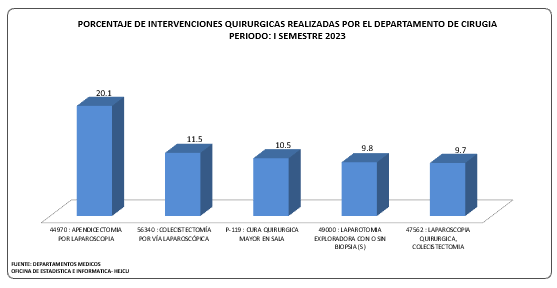 PORCENTAJE DE INTERVENCIONES QUIRURGICAS REALIZADAS POR EL DEPARTAMENTO DE CIRUGIA
PERIODO: I SEMESTRE 2023
20.1
11.5
10.5
9.8
9.7
44970 : APENDICECTOMIA
POR LAPAROSCOPIA
56340 : COLECISTECTOMÍA
POR VÍA LAPAROSCÓPICA
P-119 : CURA QUIRURGICA
MAYOR EN SALA
49000 : LAPAROTOMIA
EXPLORADORA CON O SIN
BIOPSIA (S)
47562 : LAPAROSCOPIA
QUIRURGICA,
COLECISTECTOMIA
FUENTE: DEPARTAMENTOS MEDICOS
OFICINA DE ESTADISTICA E INFORMATICA- HEJCU